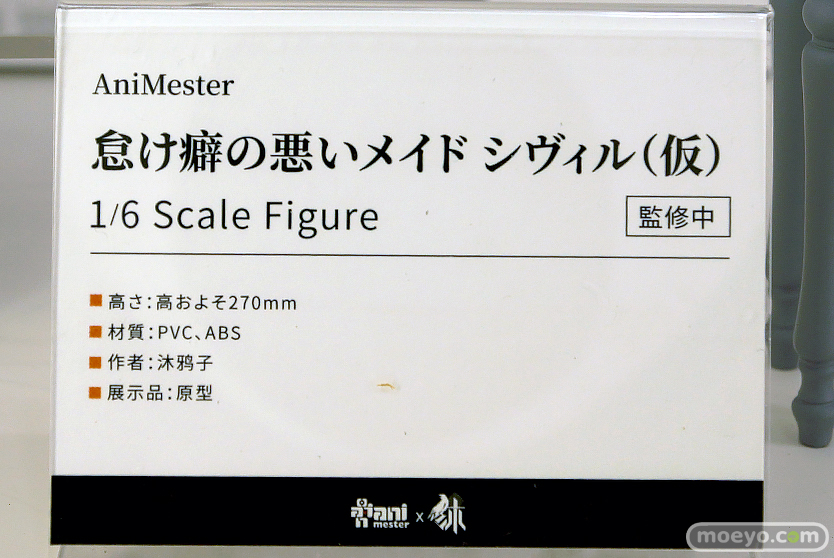 AniMester
怠け癖の悪いメイド シヴィル（仮）
1/6 Scale Figure
監修中
■ 高さ：高およそ270mm
■ 材質：PVC、ABS
■ 作者：沐鸦子
■ 展示品：原型
ani mester x 沐
moeyo.com